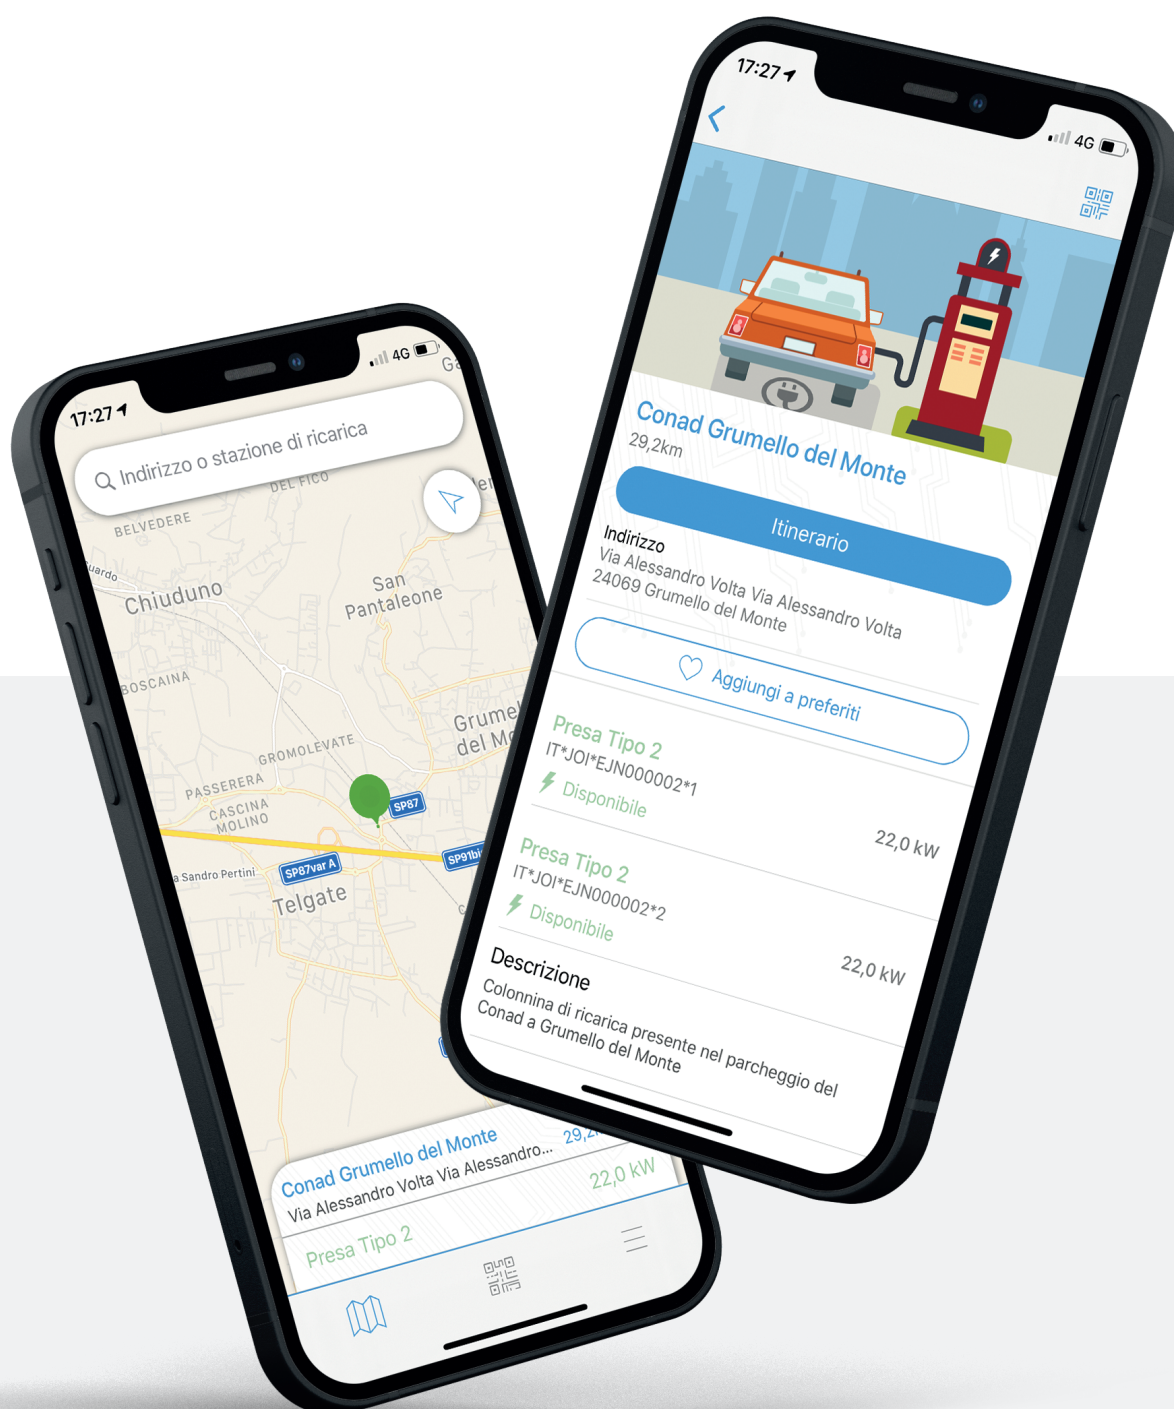 17:27
4G
Indirizzo o stazione di ricarica
DEL FICO
BELVEDERE
Chiuduno
San
Pantaleone
BOSCAINA
GROMOLEVATE
PASSERERA
CASCINA
MOLINO
SP87
SP87var A
a Sandro Pertini
Telgate
Conad Grumello del Monte
Via Alessandro Volta Via Alessandro...
Presa Tipo 2
22,0 kW
17:27
4G
Conad Grumello del Monte
29,2km
Itinerario
Indirizzo
Via Alessandro Volta Via Alessandro Volta
24069 Grumello del Monte
Aggiungi a preferiti
Presa Tipo 2
IT*JOI*EJN000002*1
Disponibile
22,0 kW
Presa Tipo 2
IT*JOI*EJN000002*2
Disponibile
22,0 kW
Descrizione
Colonnina di ricarica presente nel parcheggio del
Conad a Grumello del Monte